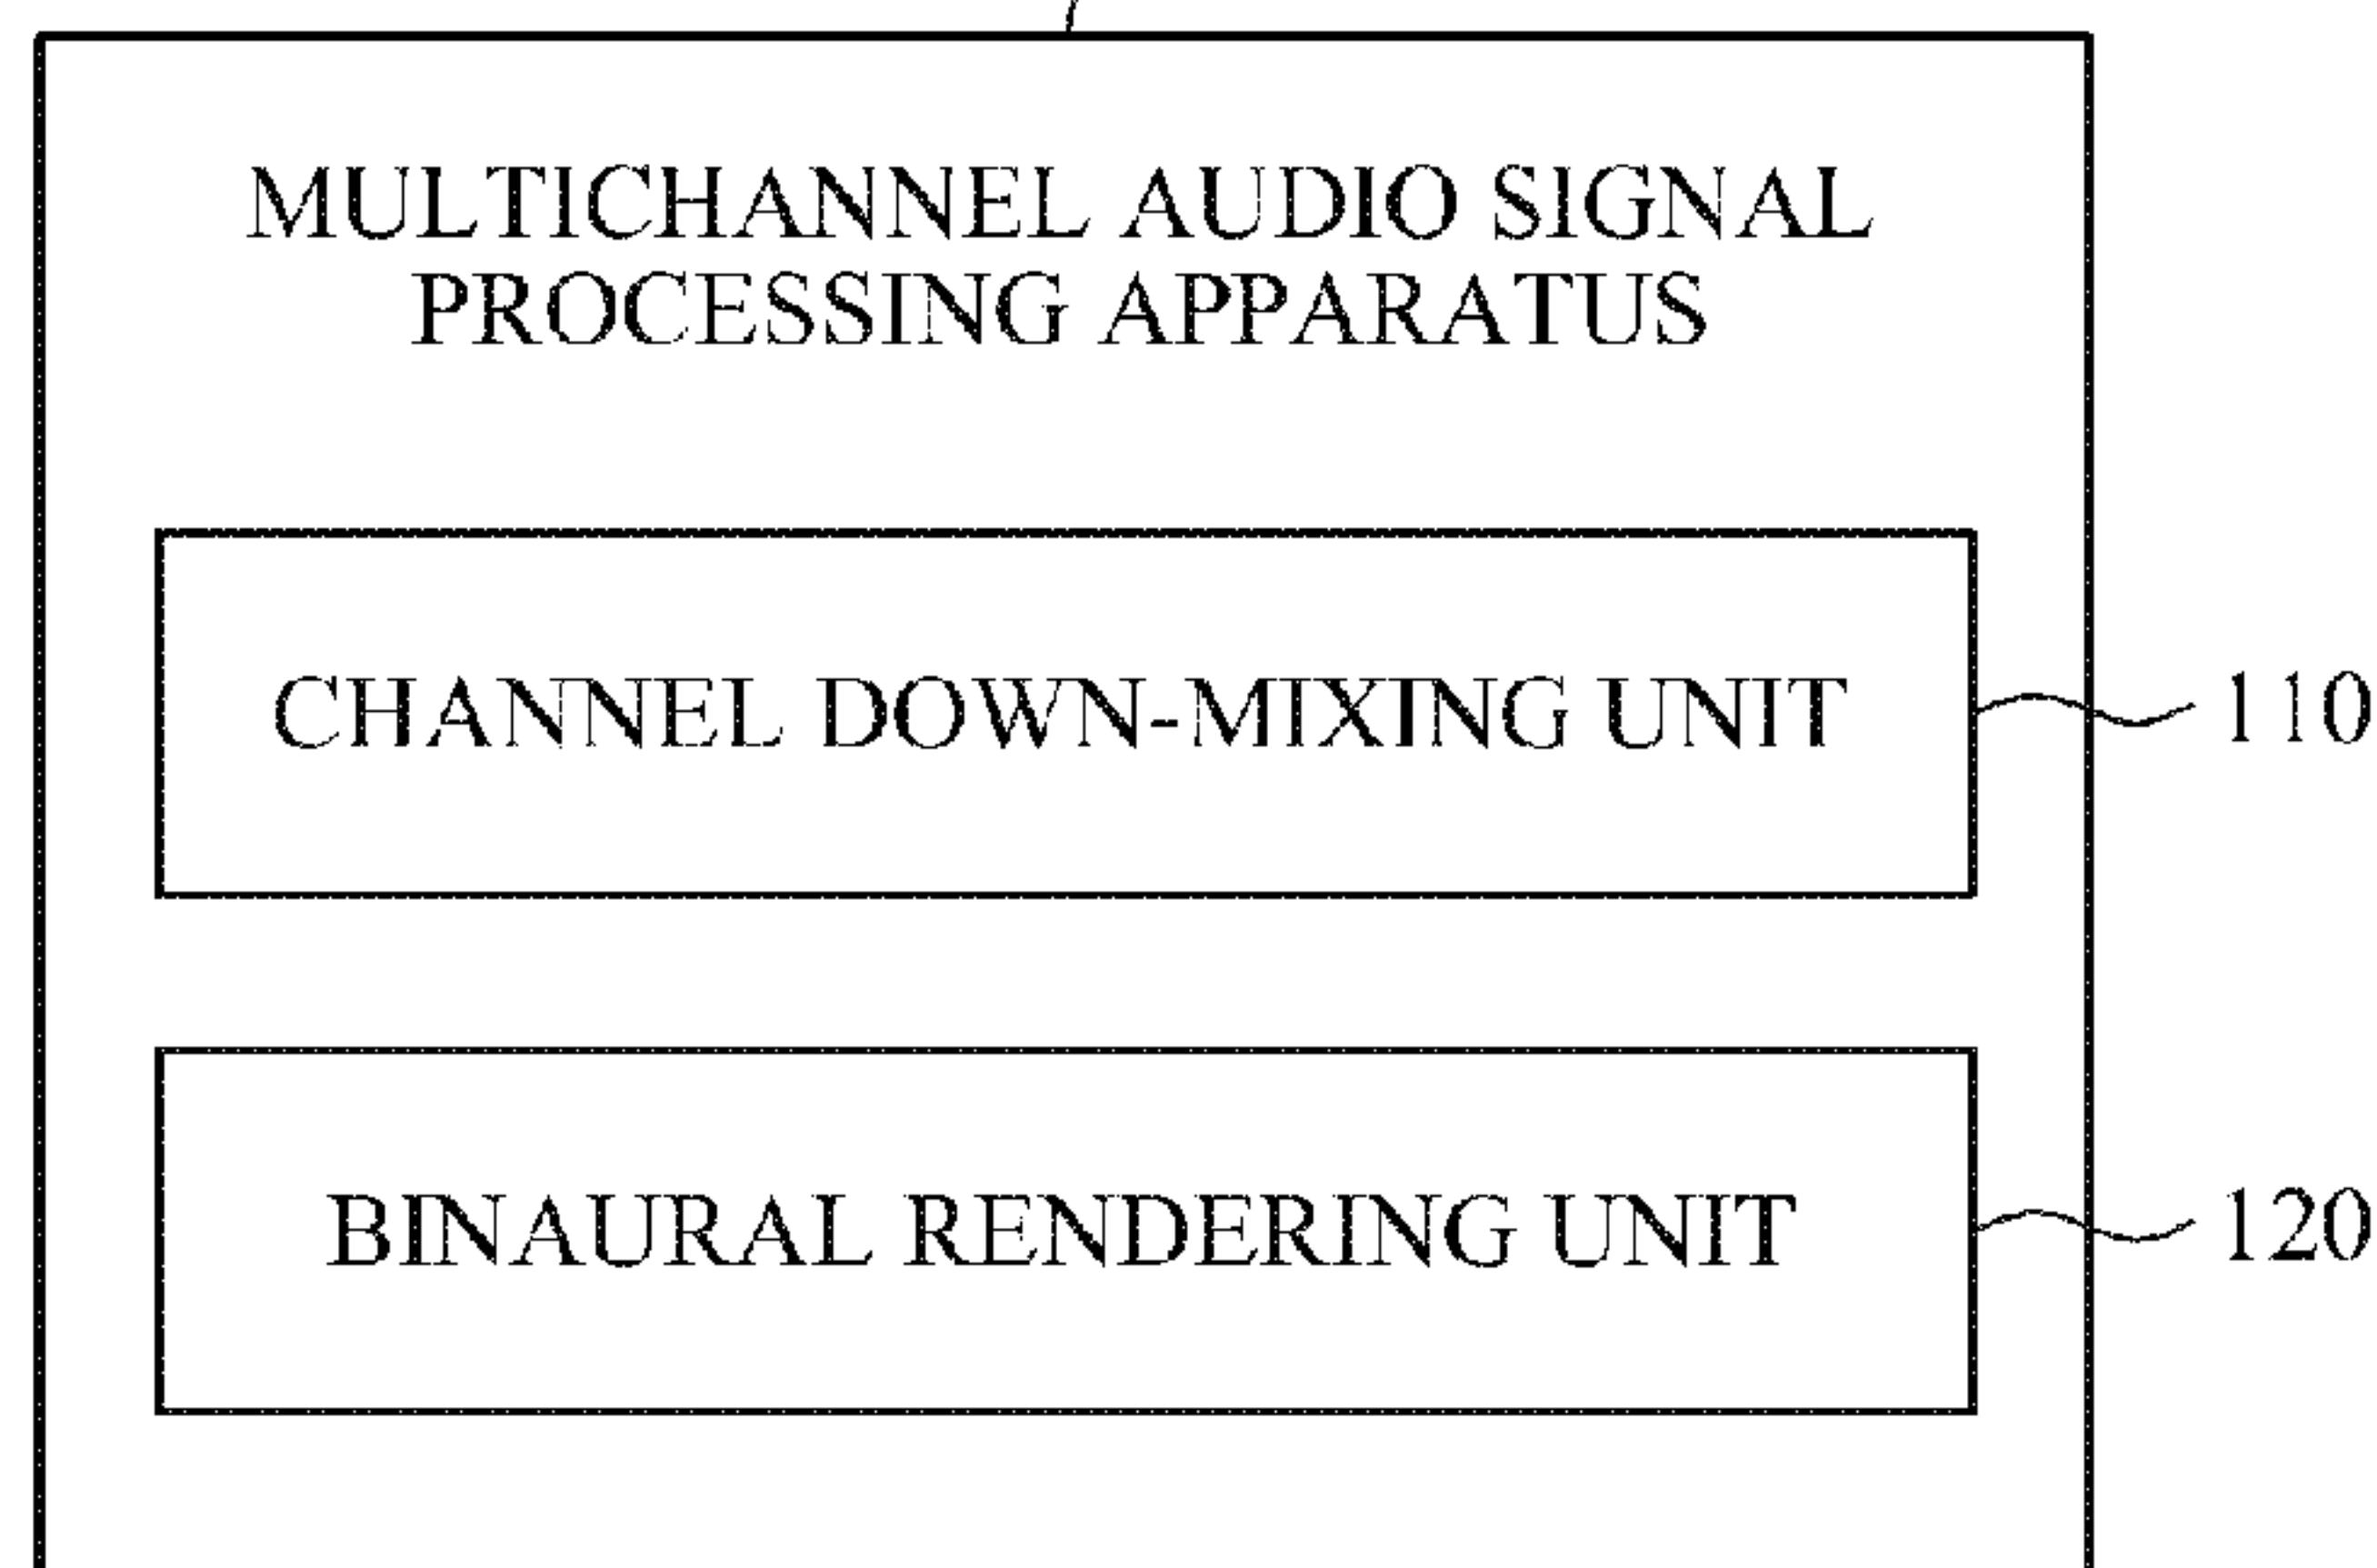 MULTICHANNEL AUDIO SIGNAL
PROCESSING APPARATUS
CHANNEL DOWN-MIXING UNIT
110
BINAURAL RENDERING UNIT
120